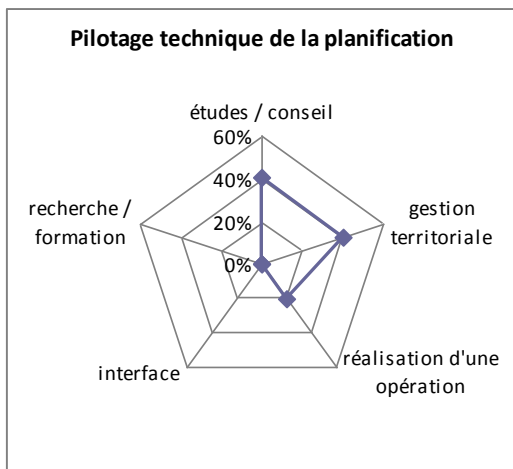 Pilotage technique de la planification
études / conseil
60%
40%
20%
0%
recherche /
formation
gestion
territoriale
interface
réalisation d'une
opération